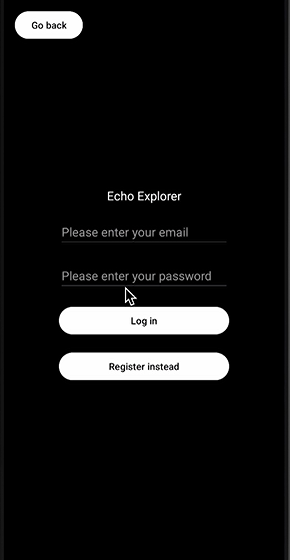 Go back
Echo Explorer
Please enter your email
Please enter your password
Log in
Register instead